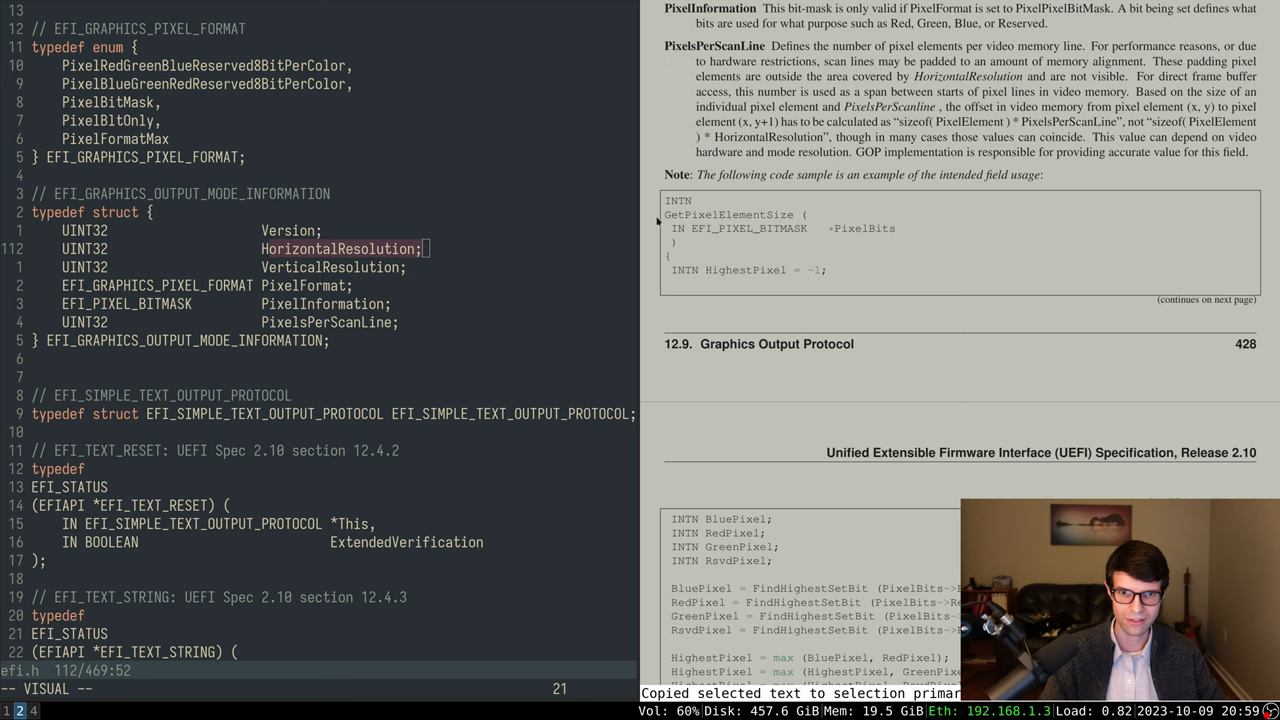 13
12 // EFI_GRAPHICS_PIXEL_FORMAT
11 typedef enum {
10 PixelRedGreenBlueReserved8BitPerColor,
9 PixelBlueGreenRedReserved8BitPerColor,
8 PixelBitMask,
7 PixelBltOnly,
6 PixelFormatMax
5 } EFI_GRAPHICS_PIXEL_FORMAT;
4
3 // EFI_GRAPHICS_OUTPUT_MODE_INFORMATION
2 typedef struct {
1 UINT32 Version;
112 UINT32 HorizontalResolution;
1 UINT32 VerticalResolution;
2 EFI_GRAPHICS_PIXEL_FORMAT PixelFormat;
3 EFI_PIXEL_BITMASK PixelInformation;
4 UINT32 PixelsPerScanLine;
5 } EFI_GRAPHICS_OUTPUT_MODE_INFORMATION;
6
7
8 // EFI_SIMPLE_TEXT_OUTPUT_PROTOCOL
9 typedef struct EFI_SIMPLE_TEXT_OUTPUT_PROTOCOL EFI_SIMPLE_TEXT_OUTPUT_PROTOCOL;
10
11 // EFI_TEXT_RESET: UEFI Spec 2.10 section 12.4.2
12 typedef
13 EFI_STATUS
14 (EFIAPI *EFI_TEXT_RESET) (
15 IN EFI_SIMPLE_TEXT_OUTPUT_PROTOCOL *This,
16 IN BOOLEAN ExtendedVerification
17 );
18
19 // EFI_TEXT_STRING: UEFI Spec 2.10 section 12.4.3
20 typedef
21 EFI_STATUS
22 (EFIAPI *EFI_TEXT_STRING) (
efi.h 112/469:52
-- VISUAL -- 21
PixelInformation This bit-mask is only valid if PixelFormat is set to PixelPixelBitMask. A bit being set defines what
bits are used for what purpose such as Red, Green, Blue, or Reserved.
PixelsPerScanLine Defines the number of pixel elements per video memory line. For performance reasons, or due
to hardware restrictions, scan lines may be padded to an amount of memory alignment. These padding pixel
elements are outside the area covered by HorizontalResolution and are not visible. For direct frame buffer
access, this number is used as a span between starts of pixel lines in video memory. Based on the size of an
individual pixel element and PixelsPerScanline , the offset in video memory from pixel element (x, y) to pixel
element (x, y+1) has to be calculated as “sizeof( PixelElement ) * PixelsPerScanLine”, not “sizeof( PixelElement
) * HorizontalResolution”, though in many cases those values can coincide. This value can depend on video
hardware and mode resolution. GOP implementation is responsible for providing accurate value for this field.
Note: The following code sample is an example of the intended field usage:
INTN
GetPixelElementSize (
IN EFI_PIXEL_BITMASK *PixelBits
)
{
INTN HighestPixel = -1;
(continues on next page)
12.9. Graphics Output Protocol 428
Unified Extensible Firmware Interface (UEFI) Specification, Release 2.10
INTN BluePixel;
INTN RedPixel;
INTN GreenPixel;
INTN RsvdPixel;
BluePixel = FindHighestSetBit (PixelBits->
RedPixel = FindHighestSetBit (PixelBits->Re
GreenPixel = FindHighestSetBit (PixelBits->
RsvdPixel = FindHighestSetBit (PixelBits->
HighestPixel = max (BluePixel, RedPixel);
HighestPixel = max (HighestPixel, GreenPixe
Copied selected text to selection primar
1 2 4 Vol: 60%|Disk: 457.6 GiB|Mem: 19.5 GiB|Eth: 192.168.1.3|Load: 0.82|2023-10-09 20:59